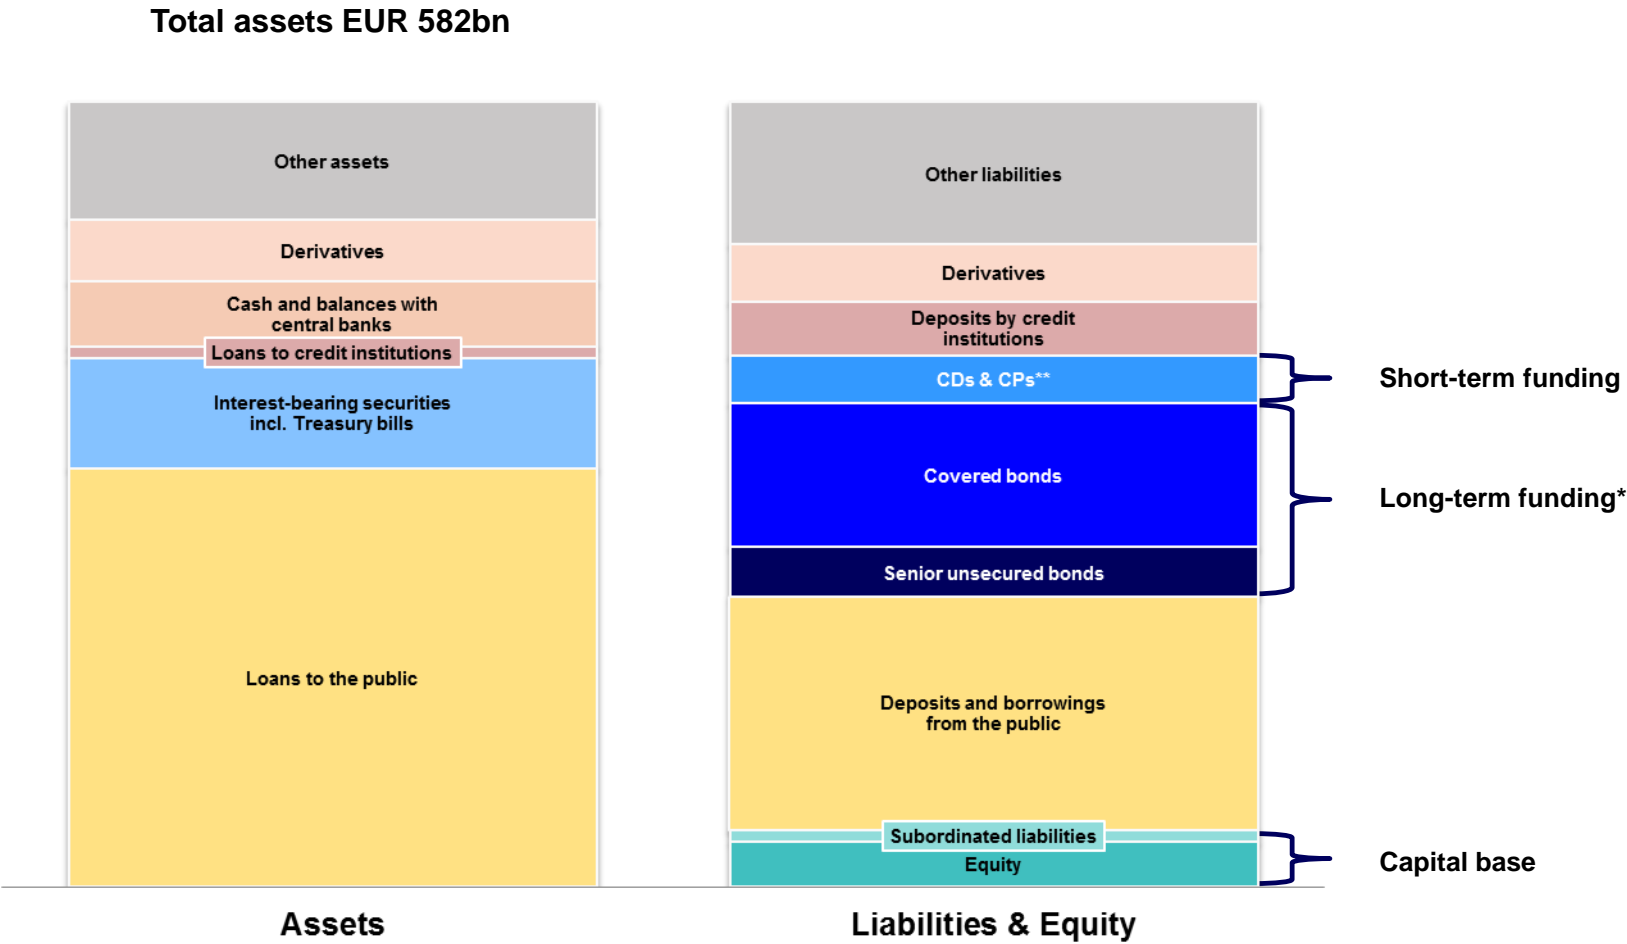 Total assets EUR 582bn
Other assets
Derivatives
Cash and balances with
central banks
Loans to credit institutions
Interest-bearing securities
incl. Treasury bills
Loans to the public
Assets
Other liabilities
Derivatives
Deposits by credit
institutions
CDs & CPs**
Covered bonds
Senior unsecured bonds
Deposits and borrowings
from the public
Subordinated liabilities
Equity
Liabilities & Equity
Short-term funding
Long-term funding*
Capital base